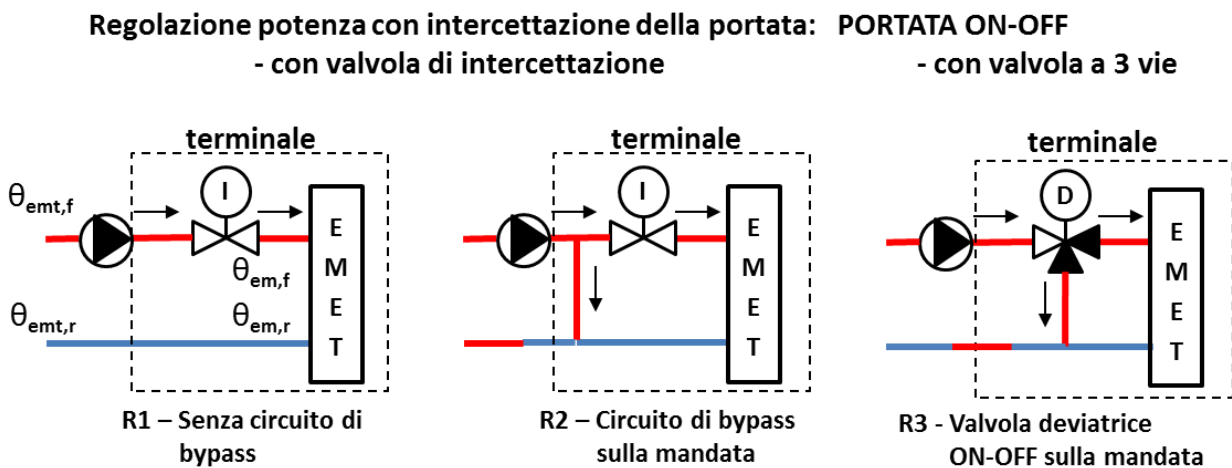 Regolazione potenza con intercettazione della portata: PORTATA ON-OFF
- con valvola di intercettazione
- con valvola a 3 vie
terminale
terminale
terminale
I
I
D
θemt,f
θem,f
θemt,r
θem,r
E
M
E
T
E
M
E
T
E
M
E
T
R1 – Senza circuito di
bypass
R2 – Circuito di bypass
sulla mandata
R3 - Valvola deviatrice
ON-OFF sulla mandata